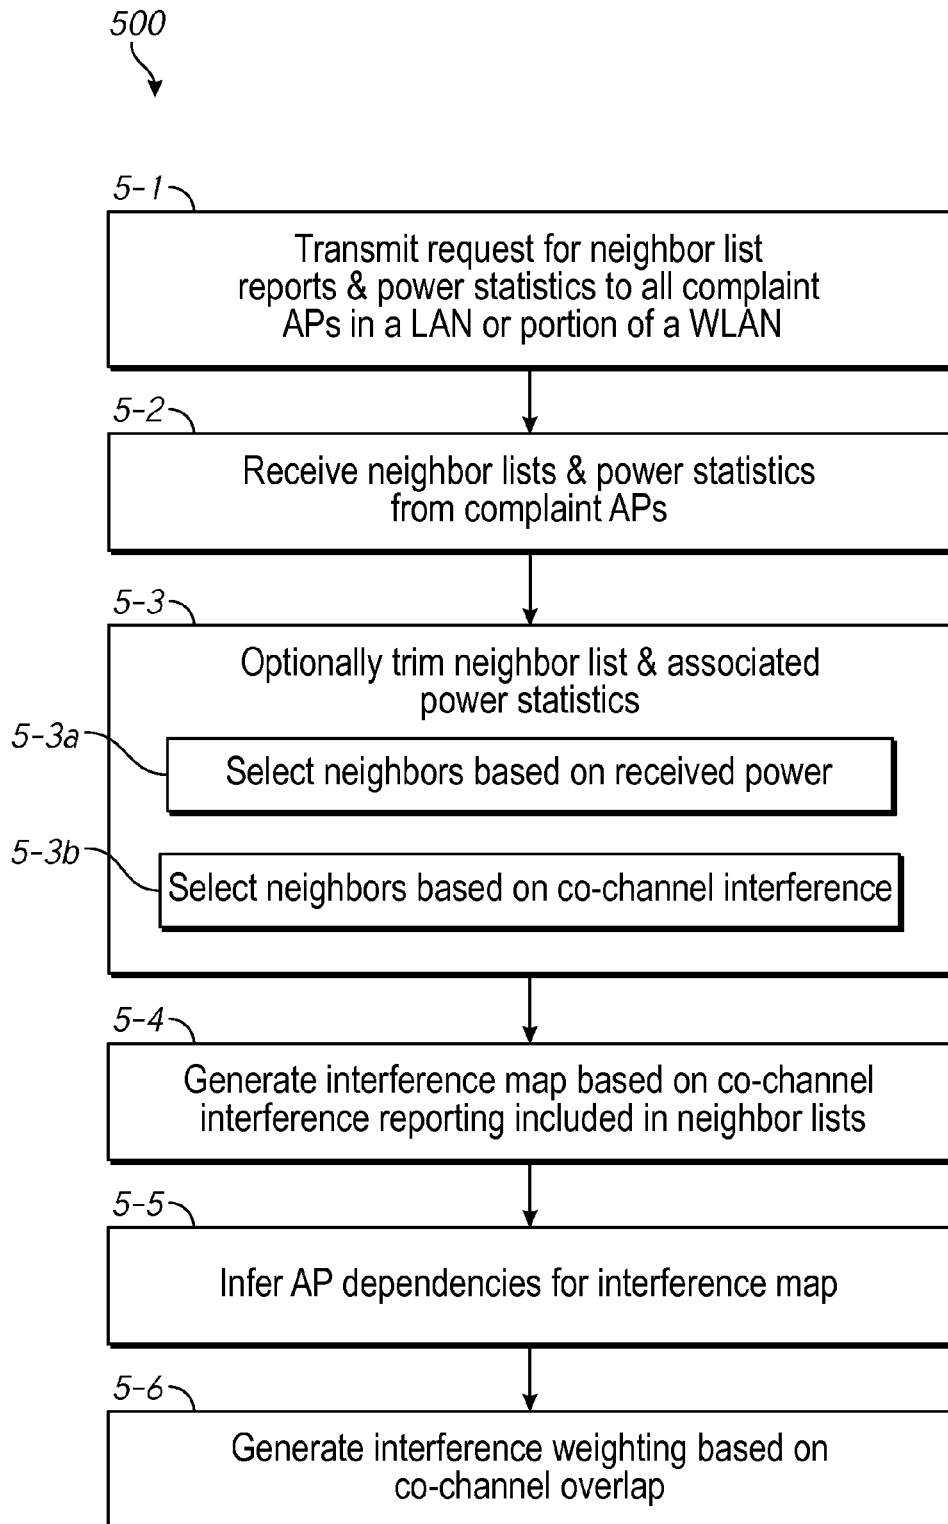 500
5-1
Transmit request for neighbor list
reports & power statistics to all complaint
APs in a LAN or portion of a WLAN
5-2
Receive neighbor lists & power statistics
from complaint APs
5-3
Optionally trim neighbor list & associated
power statistics
5-3a
Select neighbors based on received power
5-3b
Select neighbors based on co-channel interference
5-4
Generate interference map based on co-channel
interference reporting included in neighbor lists
5-5
Infer AP dependencies for interference map
5-6
Generate interference weighting based on
co-channel overlap